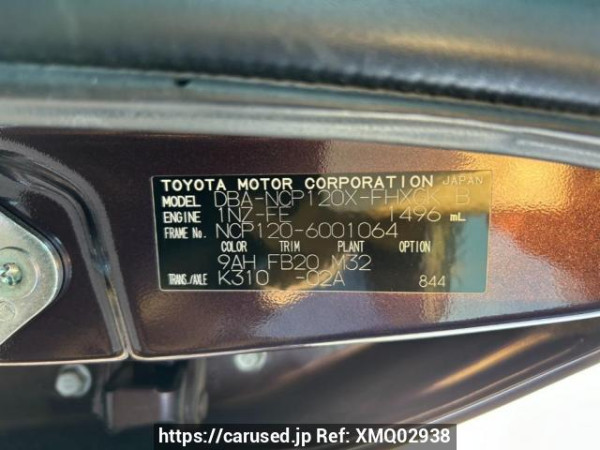 TOYOTA MOTOR CORPORATION JAPAN
MODEL DBA-NCP120X-FHXGK B
ENGINE 1NZ-FE 1496 mL
FRAME No. NCP120-6001064
COLOR TRIM PLANT OPTION
9AH FB20 M32
TRANS./AXLE K310 -02A 844
https://carused.jp Ref: XMQ02938